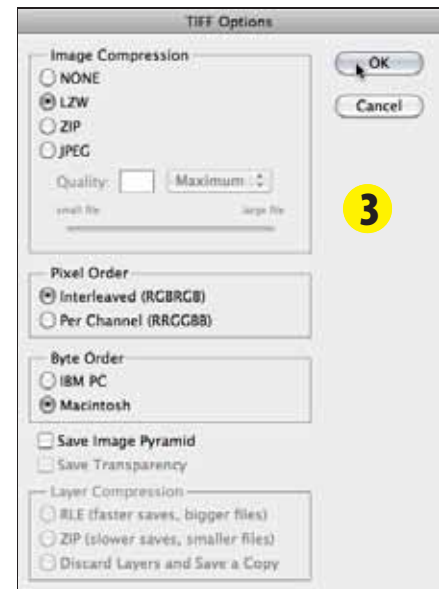 TIFF Options
Image Compression
NONE
LZW
ZIP
JPEG
Quality:
Maximum
small file
large file
OK
Cancel
3
Pixel Order
Interleaved (RGBRGB)
Per Channel (RRGGBB)
Byte Order
IBM PC
Macintosh
Save Image Pyramid
Save Transparency
Layer Compression
RLE (faster saves, bigger files)
ZIP (slower saves, smaller files)
Discard Layers and Save a Copy